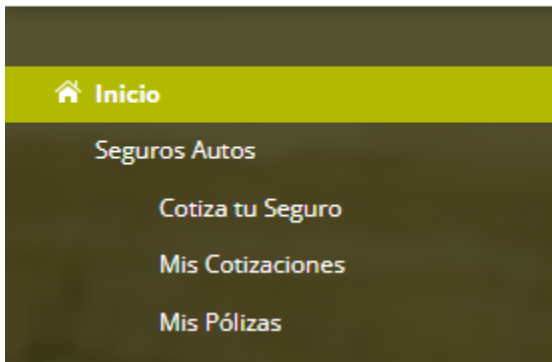 Inicio
Seguros Autos
Cotiza tu Seguro
Mis Cotizaciones
Mis Pólizas